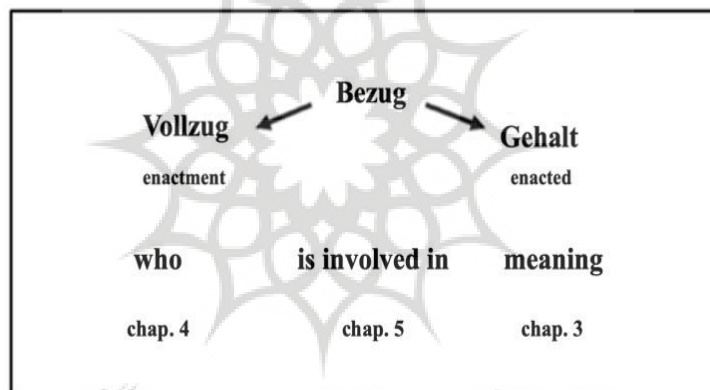 Bezug
Vollzug Gehalt
enactment enacted
who is involved in meaning
chap. 4 chap. 5 chap. 3